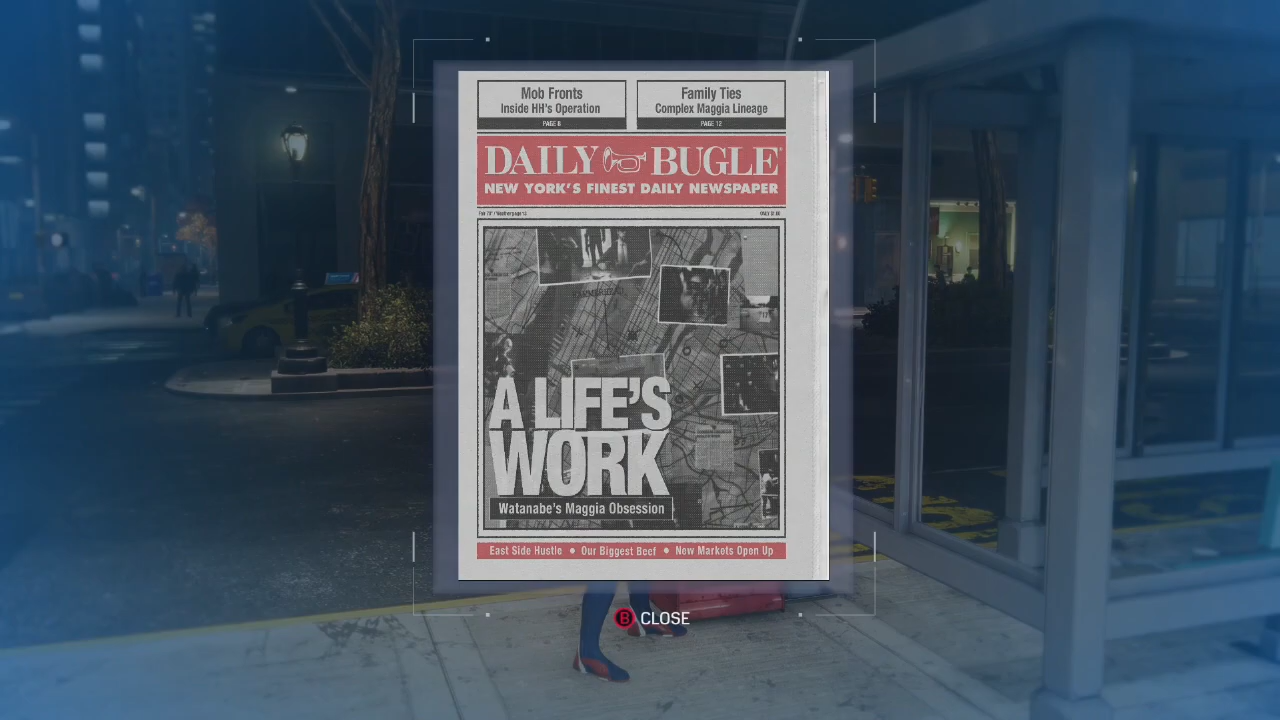 Mob Fronts
Inside HH's Operation
PAGE 6
Family Ties
Complex Maggia Lineage
PAGE 12
DAILY BUGLE
NEW YORK'S FINEST DAILY NEWSPAPER
A LIFE'S
WORK
Watanabe's Maggia Obsession
East Side Hustle • Our Biggest Beef • New Markets Open Up
B CLOSE